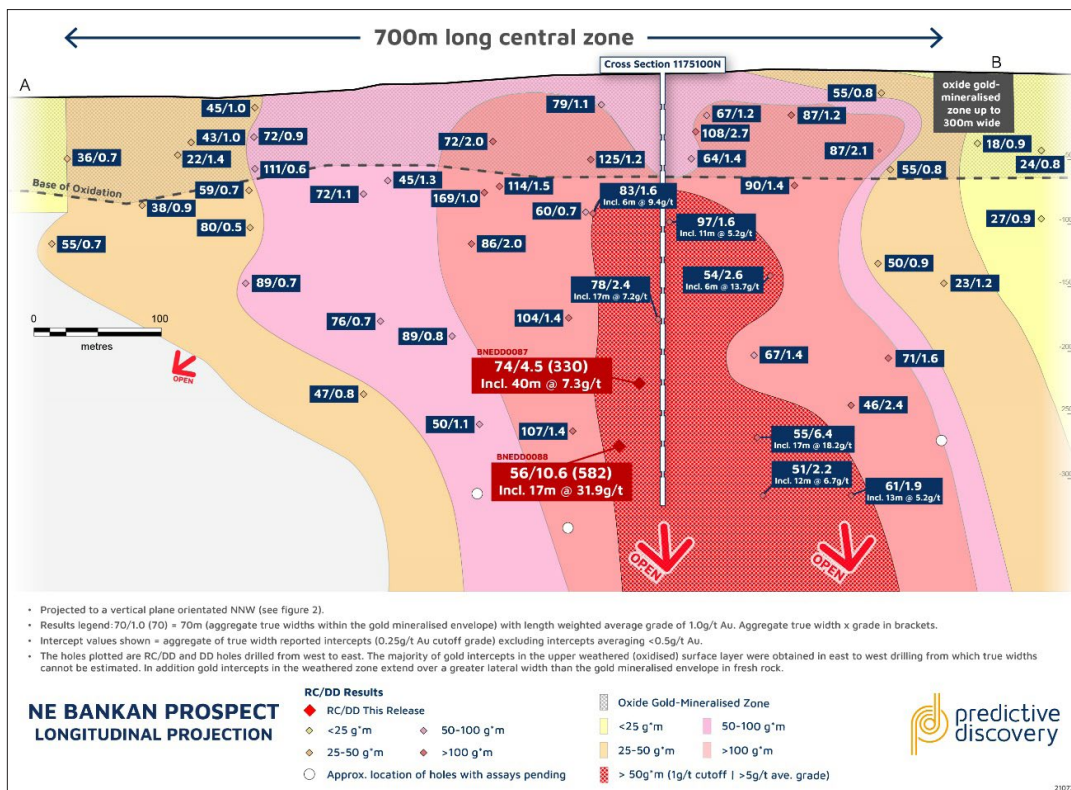 700m long central zone
Cross Section 1175100N
A
B
oxide gold-
mineralised
zone up to
300m wide
45/1.0
79/1.1
55/0.8
67/1.2
87/1.2
43/1.0
72/0.9
72/2.0
108/2.7
18/0.9
36/0.7
22/1.4
125/1.2
64/1.4
87/2.1
24/0.8
111/0.6
55/0.8
Base of Oxidation
59/0.7
72/1.1
45/1.3
114/1.5
169/1.0
83/1.6
Incl. 6m @ 9.4g/t
90/1.4
38/0.9
60/0.7
97/1.6
Incl. 11m @ 5.2g/t
27/0.9
80/0.5
55/0.7
86/2.0
50/0.9
54/2.6
Incl. 6m @ 13.7g/t
89/0.7
78/2.4
Incl. 17m @ 7.2g/t
23/1.2
0
100
metres
76/0.7
89/0.8
104/1.4
67/1.4
71/1.6
BNEDD0087
74/4.5 (330)
Incl. 40m @ 7.3g/t
OPEN
47/0.8
46/2.4
50/1.1
107/1.4
55/6.4
Incl. 17m @ 18.2g/t
BNEDD0088
56/10.6 (582)
Incl. 17m @ 31.9g/t
51/2.2
Incl. 12m @ 6.7g/t
61/1.9
Incl. 13m @ 5.2g/t
OPEN
OPEN
• Projected to a vertical plane orientated NNW (see figure 2).
• Results legend:70/1.0 (70) = 70m (aggregate true widths within the gold mineralised envelope) with length weighted average grade of 1.0g/t Au. Aggregate true width x grade in brackets.
• Intercept values shown = aggregate of true width reported intercepts (0.25g/t Au cutoff grade) excluding intercepts averaging <0.5g/t Au.
• The holes plotted are RC/DD and DD holes drilled from west to east. The majority of gold intercepts in the upper weathered (oxidised) surface layer were obtained in east to west drilling from which true widths
cannot be estimated. In addition gold intercepts in the weathered zone extend over a greater lateral width than the gold mineralised envelope in fresh rock.
NE BANKAN PROSPECT
LONGITUDINAL PROJECTION
RC/DD Results
RC/DD This Release
<25 g*m
50-100 g*m
25-50 g*m
>100 g*m
Approx. location of holes with assays pending
Oxide Gold-Mineralised Zone
<25 g*m
50-100 g*m
25-50 g*m
>100 g*m
> 50g*m (1g/t cutoff | >5g/t ave. grade)
predictive
discovery